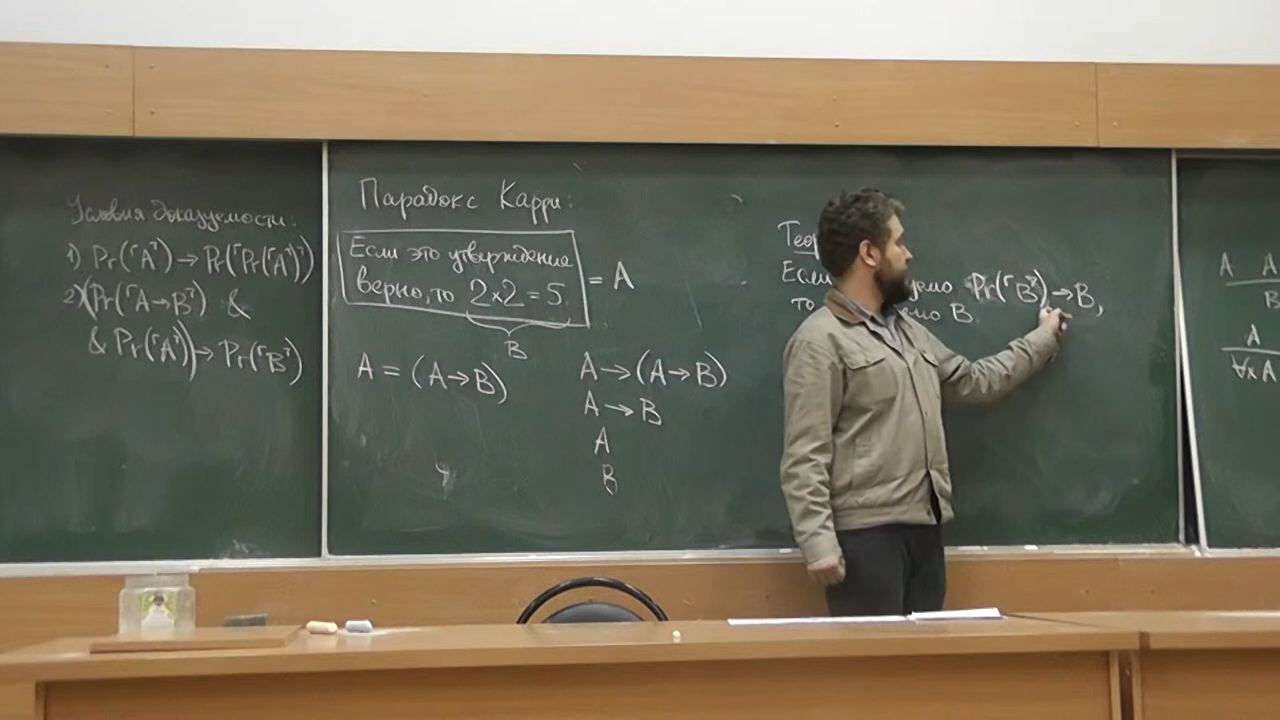 Условия доказуемости:
1) Pr(⌜A⌝) → Pr(⌜Pr(⌜A⌝)⌝)
2) (Pr(⌜A→B⌝) &
& Pr(⌜A⌝)) → Pr(⌜B⌝)
Парадокс Карри:
Если это утверждение
верно, то 2×2=5.
= A
B
A = (A→B)
A→(A→B)
A→B
A
B
Если Pr(⌜B⌝)→B,
то B.
A A
B
A
∀x A